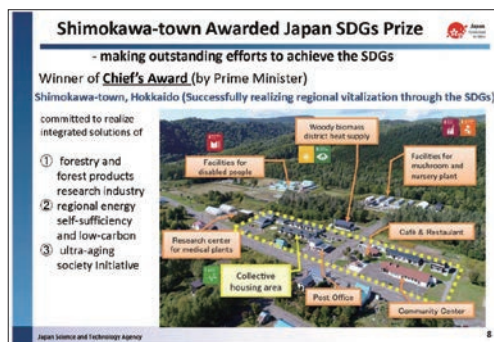 Shimokawa-town Awarded Japan SDGs Prize
- making outstanding efforts to achieve the SDGs
Winner of Chief's Award (by Prime Minister)
Shimokawa-town, Hokkaido (Successfully realizing regional vitalization through the SDGs)
committed to realize
integrated solutions of
① forestry and
forest products
research industry
② regional energy
self-sufficiency
and low-carbon
③ ultra-aging
society Initiative
Woody biomass
district heat supply
Facilities for
disabled people
Facilities for
mushroom and
nursery plant
Research center
for medical plants
Café & Restaurant
Collective
housing area
Post Office
Community Center
Japan Science and Technology Agency
8